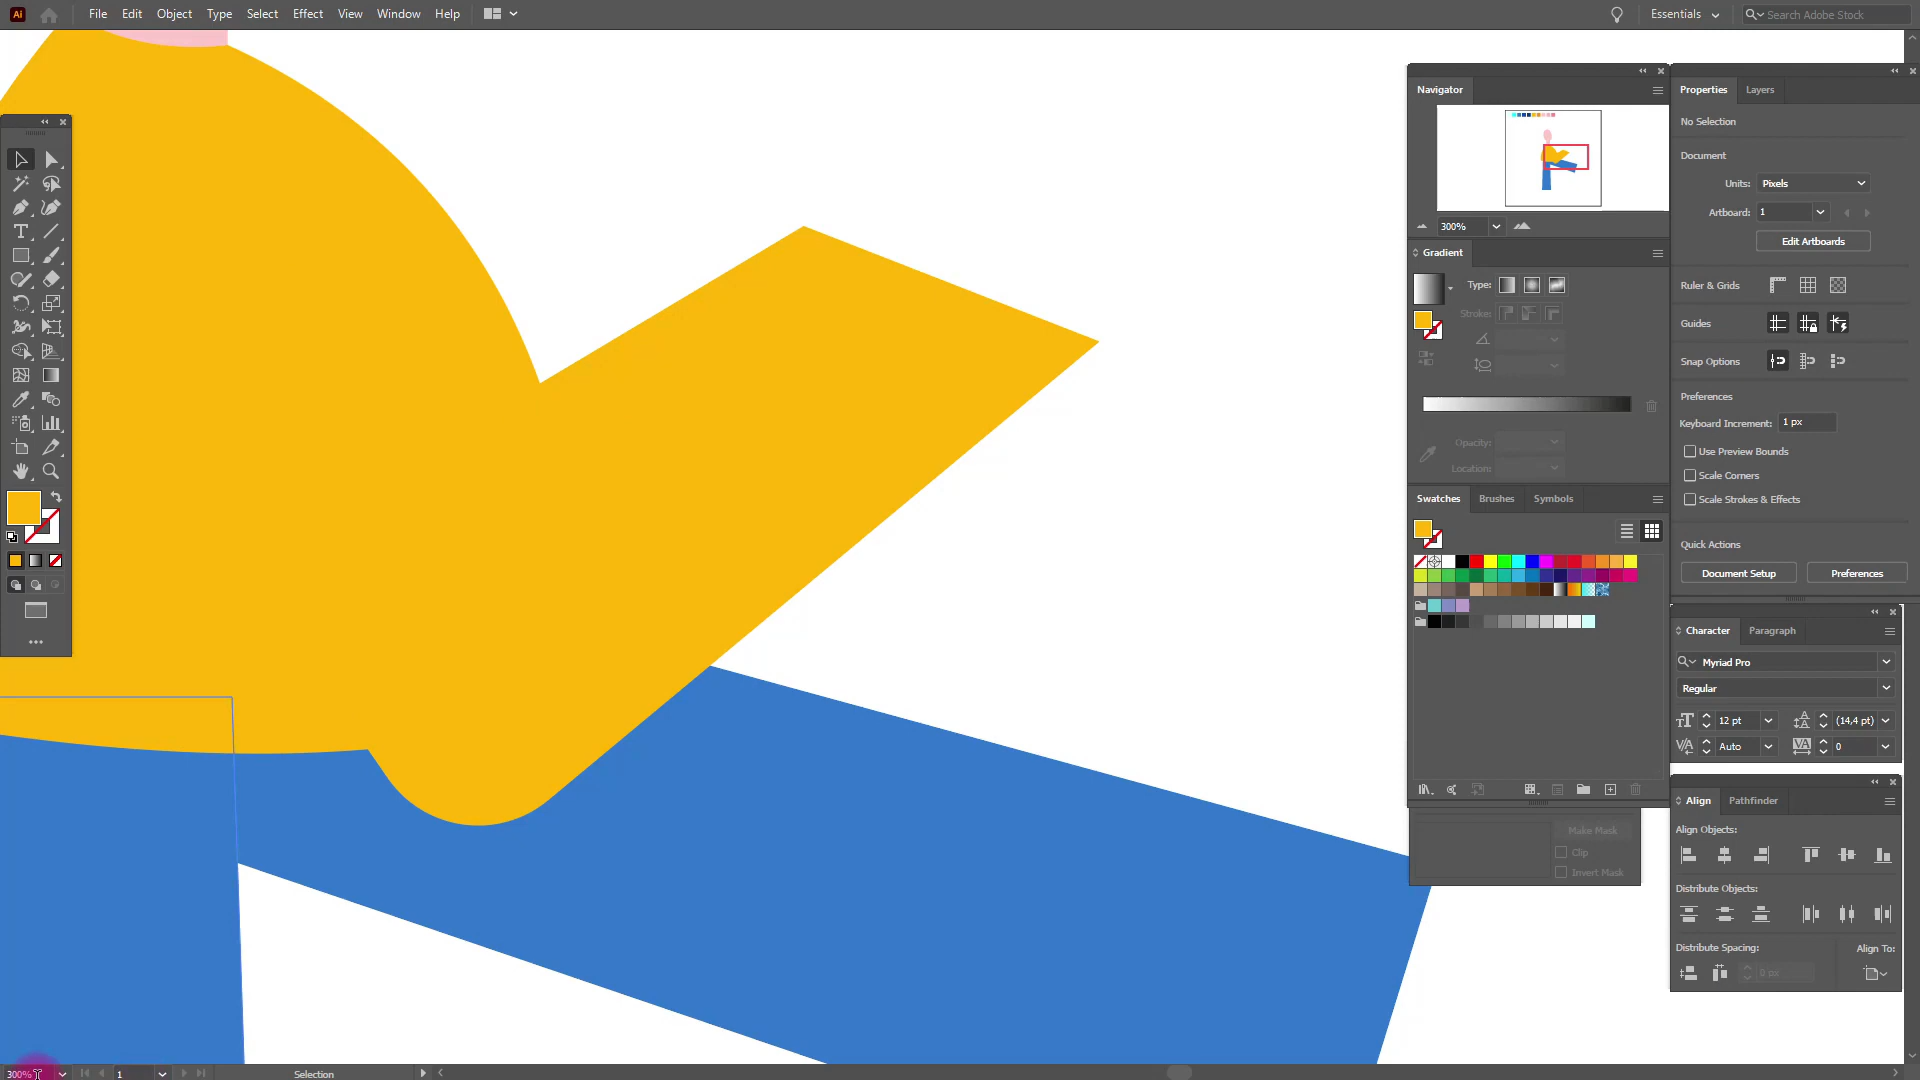 Ai File Edit Object Type Select Effect View Window Help Essentials Search Adobe Stock
Navigator
300%
Gradient
Type:
Stroke:
Opacity:
Location:
Swatches Brushes Symbols
Make Mask
Clip
Invert Mask
Properties Layers
No Selection
Document
Units: Pixels
Artboard: 1
Edit Artboards
Ruler & Grids
Guides
Snap Options
Preferences
Keyboard Increment: 1 px
Use Preview Bounds
Scale Corners
Scale Strokes & Effects
Quick Actions
Document Setup Preferences
Character Paragraph
Myriad Pro
Regular
12 pt (14,4 pt)
Auto 0
Align Pathfinder
Align Objects:
Distribute Objects:
Distribute Spacing: Align To:
0 px
300% 1 Selection